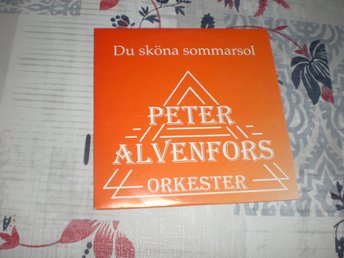 Du sköna sommarsol
PETER
ALVENFORS
ORKESTER